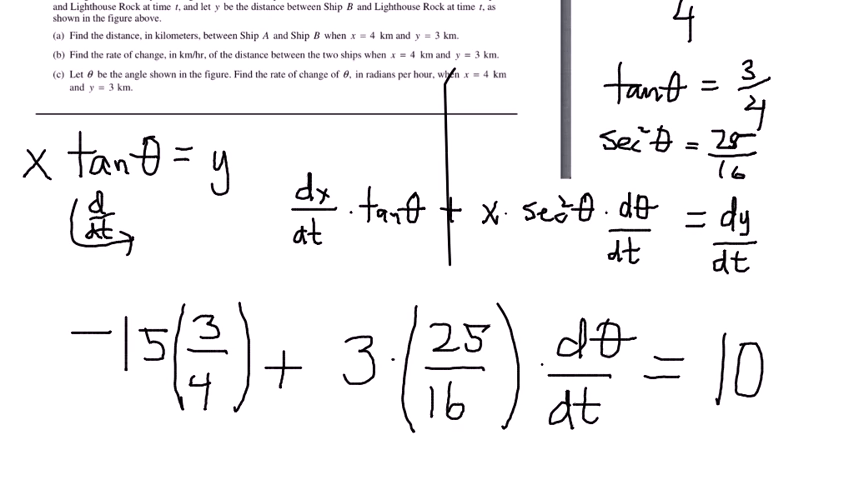 and Lighthouse Rock at time t, and let y be the distance between Ship B and Lighthouse Rock at time t, as
shown in the figure above.
(a) Find the distance, in kilometers, between Ship A and Ship B when x = 4 km and y = 3 km.
(b) Find the rate of change, in km/hr, of the distance between the two ships when x = 4 km and y = 3 km.
(c) Let θ be the angle shown in the figure. Find the rate of change of θ, in radians per hour, when x = 4 km
and y = 3 km.
4
tanθ = 3/4
sec²θ = 25/16
x tanθ = y
d/dt
dx/dt · tanθ + x · sec²θ · dθ/dt = dy/dt
-15(3/4) + 3 · (25/16) · dθ/dt = 10